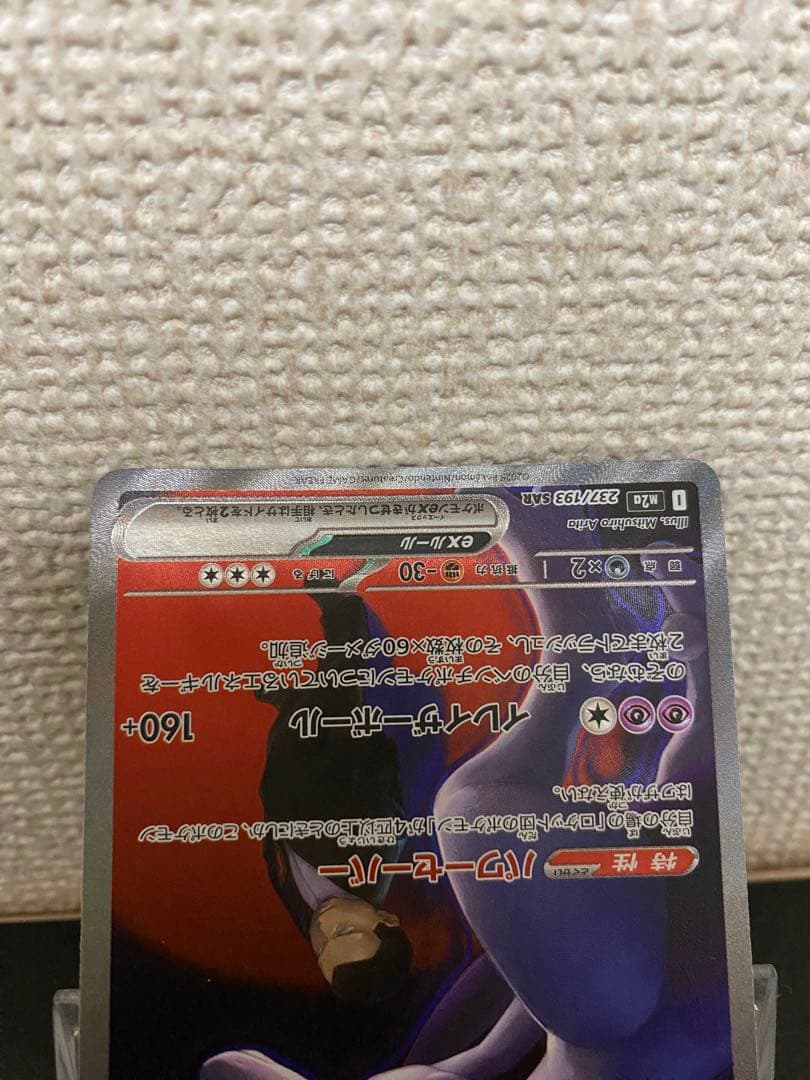 特性 とくせい パワーセーバー
自分の場の「ロケット団のポケモン」が4匹以上のときにしか、このポケモン
はワザが使えない。
イレイザーボール 160+
のぞむなら、自分のベンチポケモンについているエネルギーを
2枚までトラッシュし、その枚数×60ダメージ追加。
弱点 ×2 抵抗力 -30 にげる
exルール
ポケモンexがきぜつしたとき、相手はサイドを2枚とる。
Illus. Mitsuhiro Arita
I M2a 237/193 SAR
©2025 Pokémon/Nintendo/Creatures/GAME FREAK